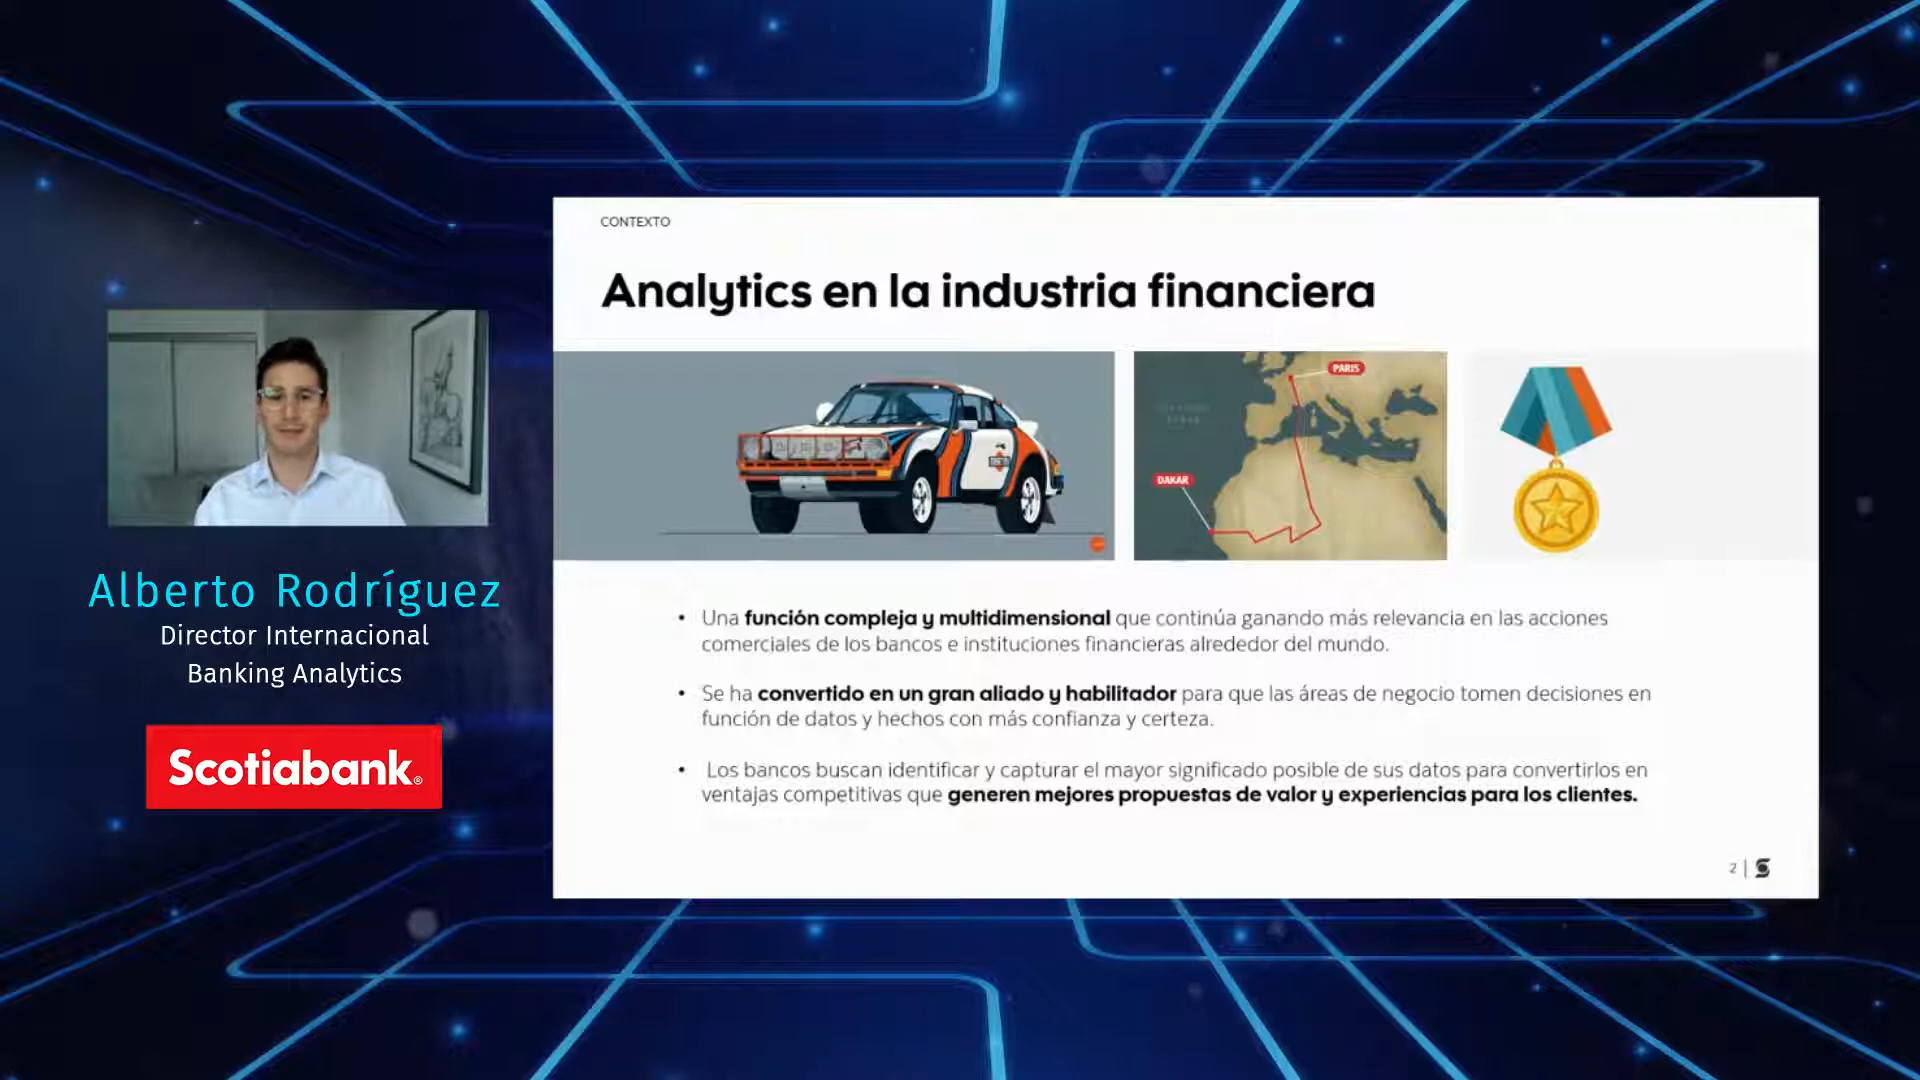 CONTEXTO
Analytics en la industria financiera
PARIS
DAKAR
Alberto Rodríguez
Director Internacional
Banking Analytics
Scotiabank®
• Una función compleja y multidimensional que continúa ganando más relevancia en las acciones
comerciales de los bancos e instituciones financieras alrededor del mundo.
• Se ha convertido en un gran aliado y habilitador para que las áreas de negocio tomen decisiones en
función de datos y hechos con más confianza y certeza.
• Los bancos buscan identificar y capturar el mayor significado posible de sus datos para convertirlos en
ventajas competitivas que generen mejores propuestas de valor y experiencias para los clientes.
2 |